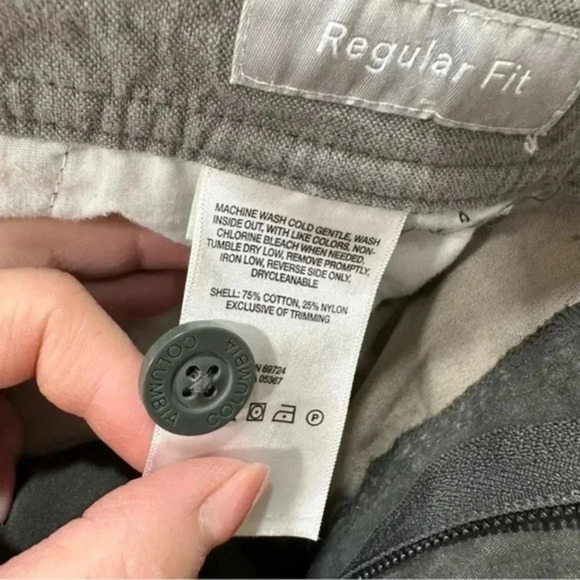 Regular Fit
MACHINE WASH COLD GENTLE, WASH
INSIDE OUT, WITH LIKE COLORS, NON-
CHLORINE BLEACH WHEN NEEDED.
TUMBLE DRY LOW, REMOVE PROMPTLY,
IRON LOW, REVERSE SIDE ONLY,
DRYCLEANABLE
SHELL: 75% COTTON, 25% NYLON
EXCLUSIVE OF TRIMMING
N 69724
A 05367
P
COLUMBIA
COLUMBIA